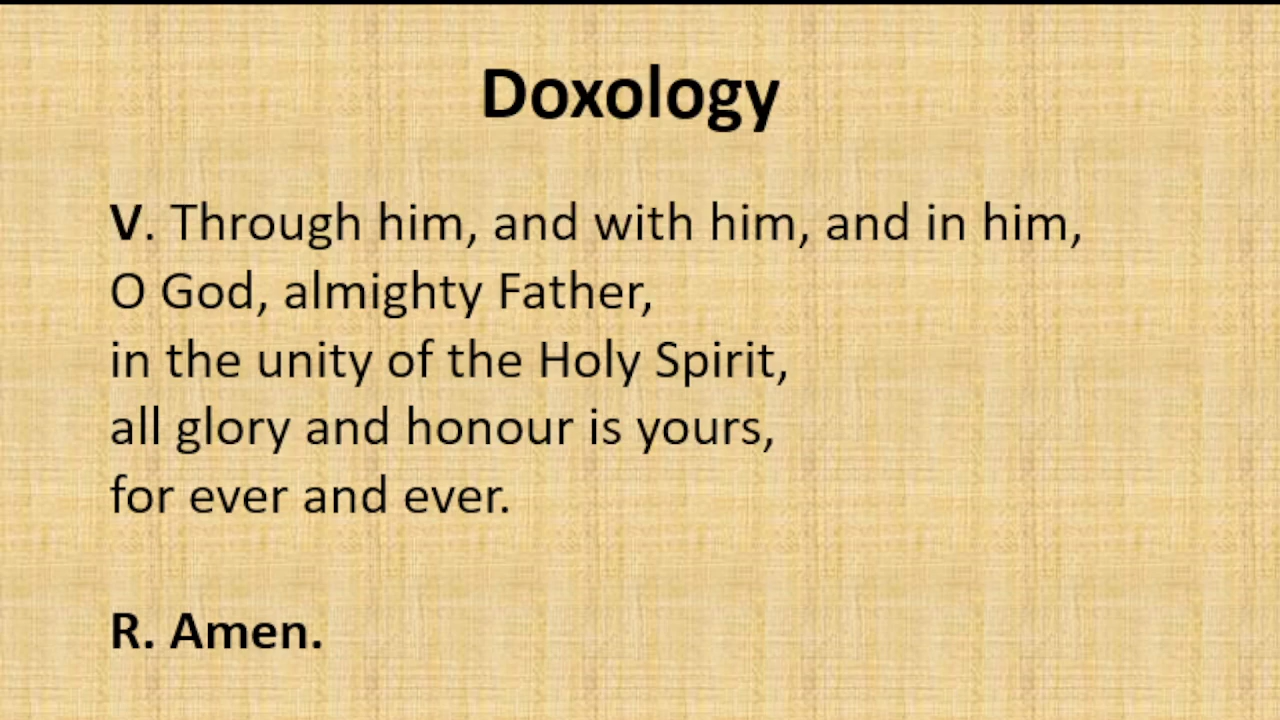 Doxology
V. Through him, and with him, and in him,
O God, almighty Father,
in the unity of the Holy Spirit,
all glory and honour is yours,
for ever and ever.
R. Amen.